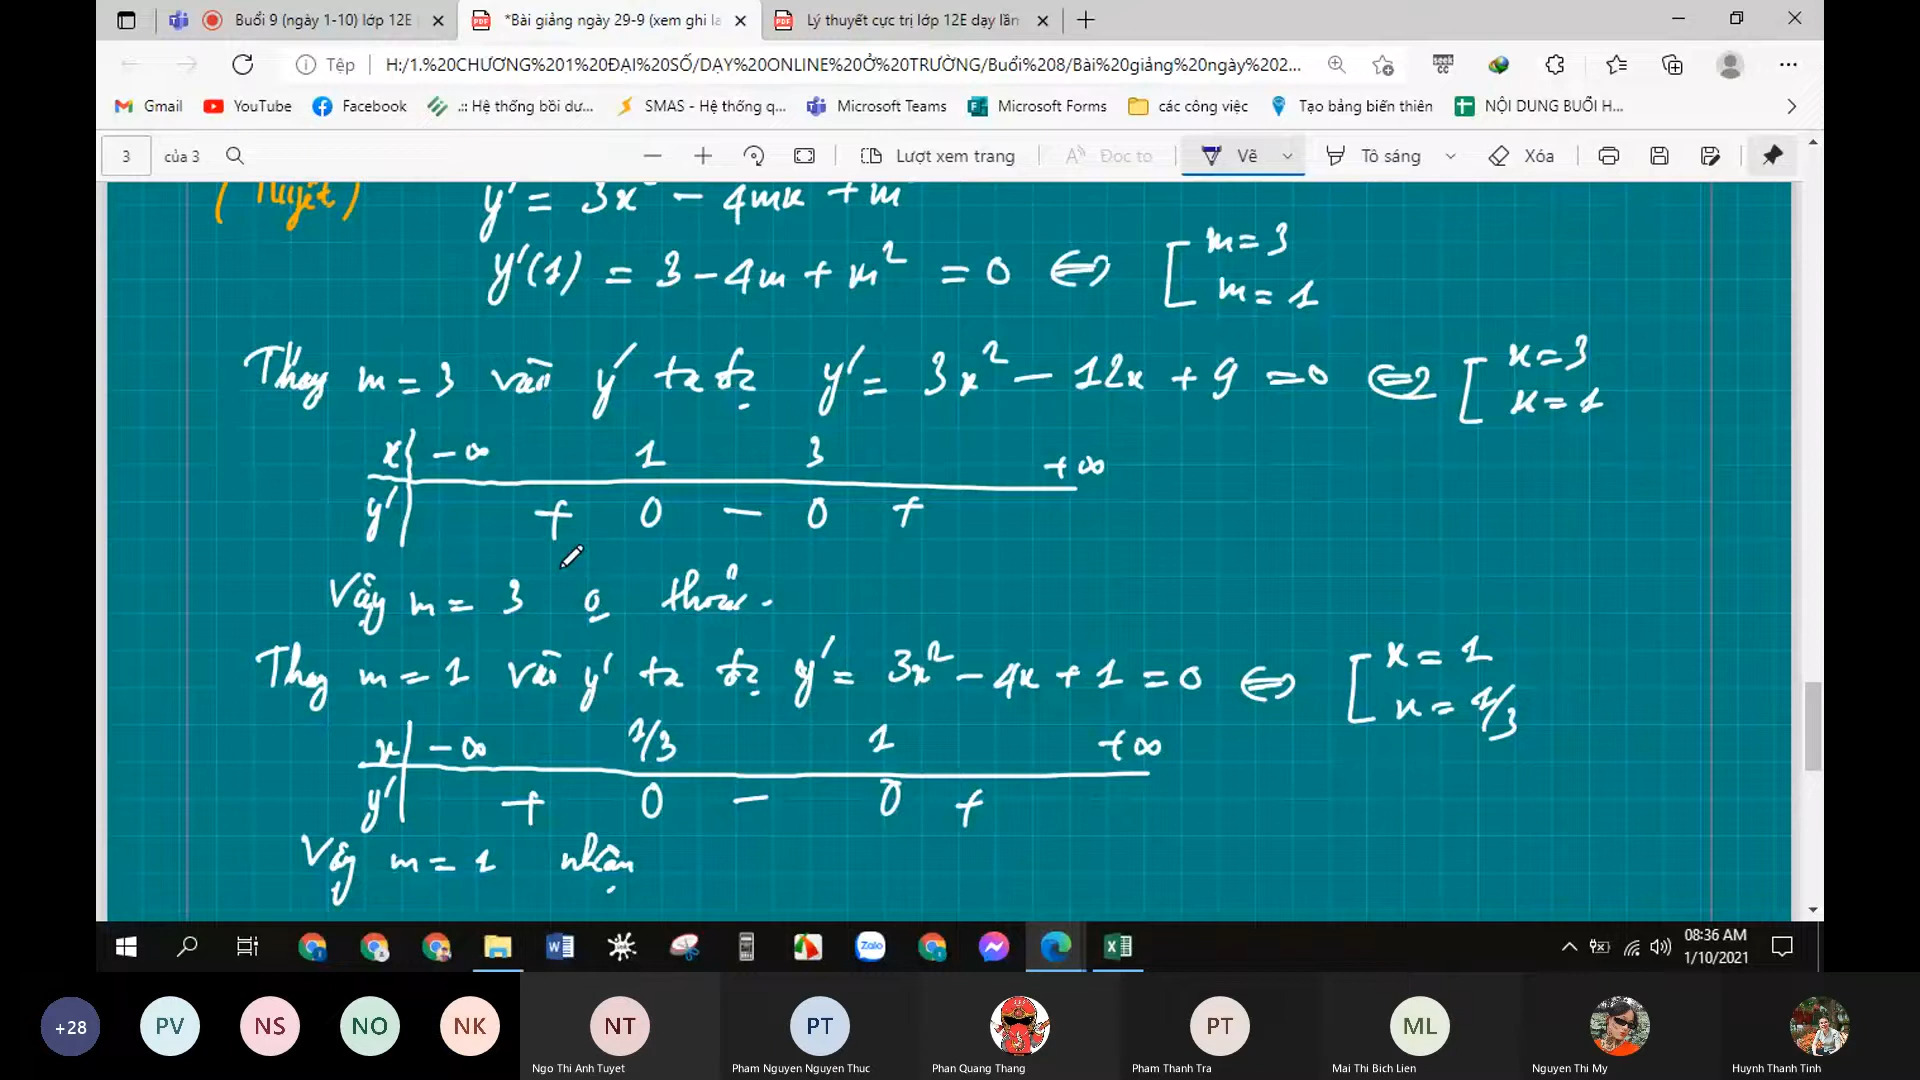 Buổi 9 (ngày 1-10) lớp 12E
*Bài giảng ngày 29-9 (xem ghi lạ
Lý thuyết cực trị lớp 12E dạy lần
Tệp
H:/1.%20CHƯƠNG%201%20ĐẠI%20SỐ/DẠY%20ONLINE%20Ở%20TRƯỜNG/Buổi%208/Bài%20giảng%20ngày%202...
Gmail YouTube Facebook .:: Hệ thống bồi dư... SMAS - Hệ thống q... Microsoft Teams Microsoft Forms các công việc Tạo bảng biến thiên NỘI DUNG BUỔI H...
3 của 3 Lượt xem trang Đọc to Vẽ Tô sáng Xóa
(Tuyết) y' = 3x² - 4mx + m²
y'(1) = 3 - 4m + m² = 0 ⇔ [ m = 3
m = 1
Thay m = 3 vào y' ta đc y' = 3x² - 12x + 9 = 0 ⇔ [ x = 3
x = 1
x | -∞ 1 3 +∞
y' | + 0 - 0 +
Vậy m = 3 o thỏa.
Thay m = 1 vào y' ta đc y' = 3x² - 4x + 1 = 0 ⇔ [ x = 1
x = 1/3
x | -∞ 1/3 1 +∞
y' | + 0 - 0 +
Vậy m = 1 nhận
Zalo
08:36 AM
1/10/2021
+28 PV NS NO NK NT PT PT ML
Ngo Thi Anh Tuyet Pham Nguyen Nguyen Thuc Phan Quang Thang Pham Thanh Tra Mai Thi Bich Lien Nguyen Thi My Huynh Thanh Tinh